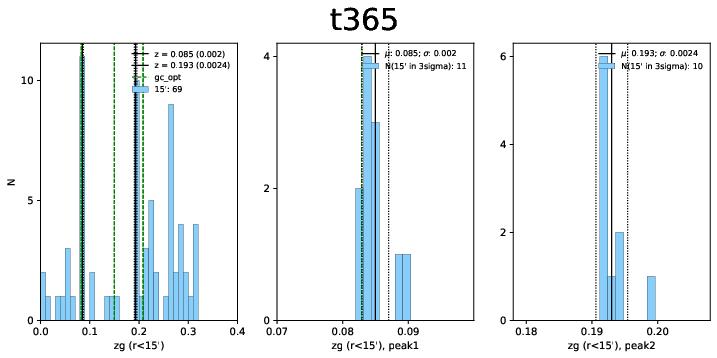 t365
z = 0.085 (0.002)
z = 0.193 (0.0024)
gc_opt
15': 69
N
10
5
0
0.0 0.1 0.2 0.3 0.4
zg (r<15')
μ: 0.085; σ: 0.002
N(15' in 3sigma): 11
4
2
0
0.07 0.08 0.09
zg (r<15'), peak1
μ: 0.193; σ: 0.0024
N(15' in 3sigma): 10
6
4
2
0
0.18 0.19 0.20
zg (r<15'), peak2